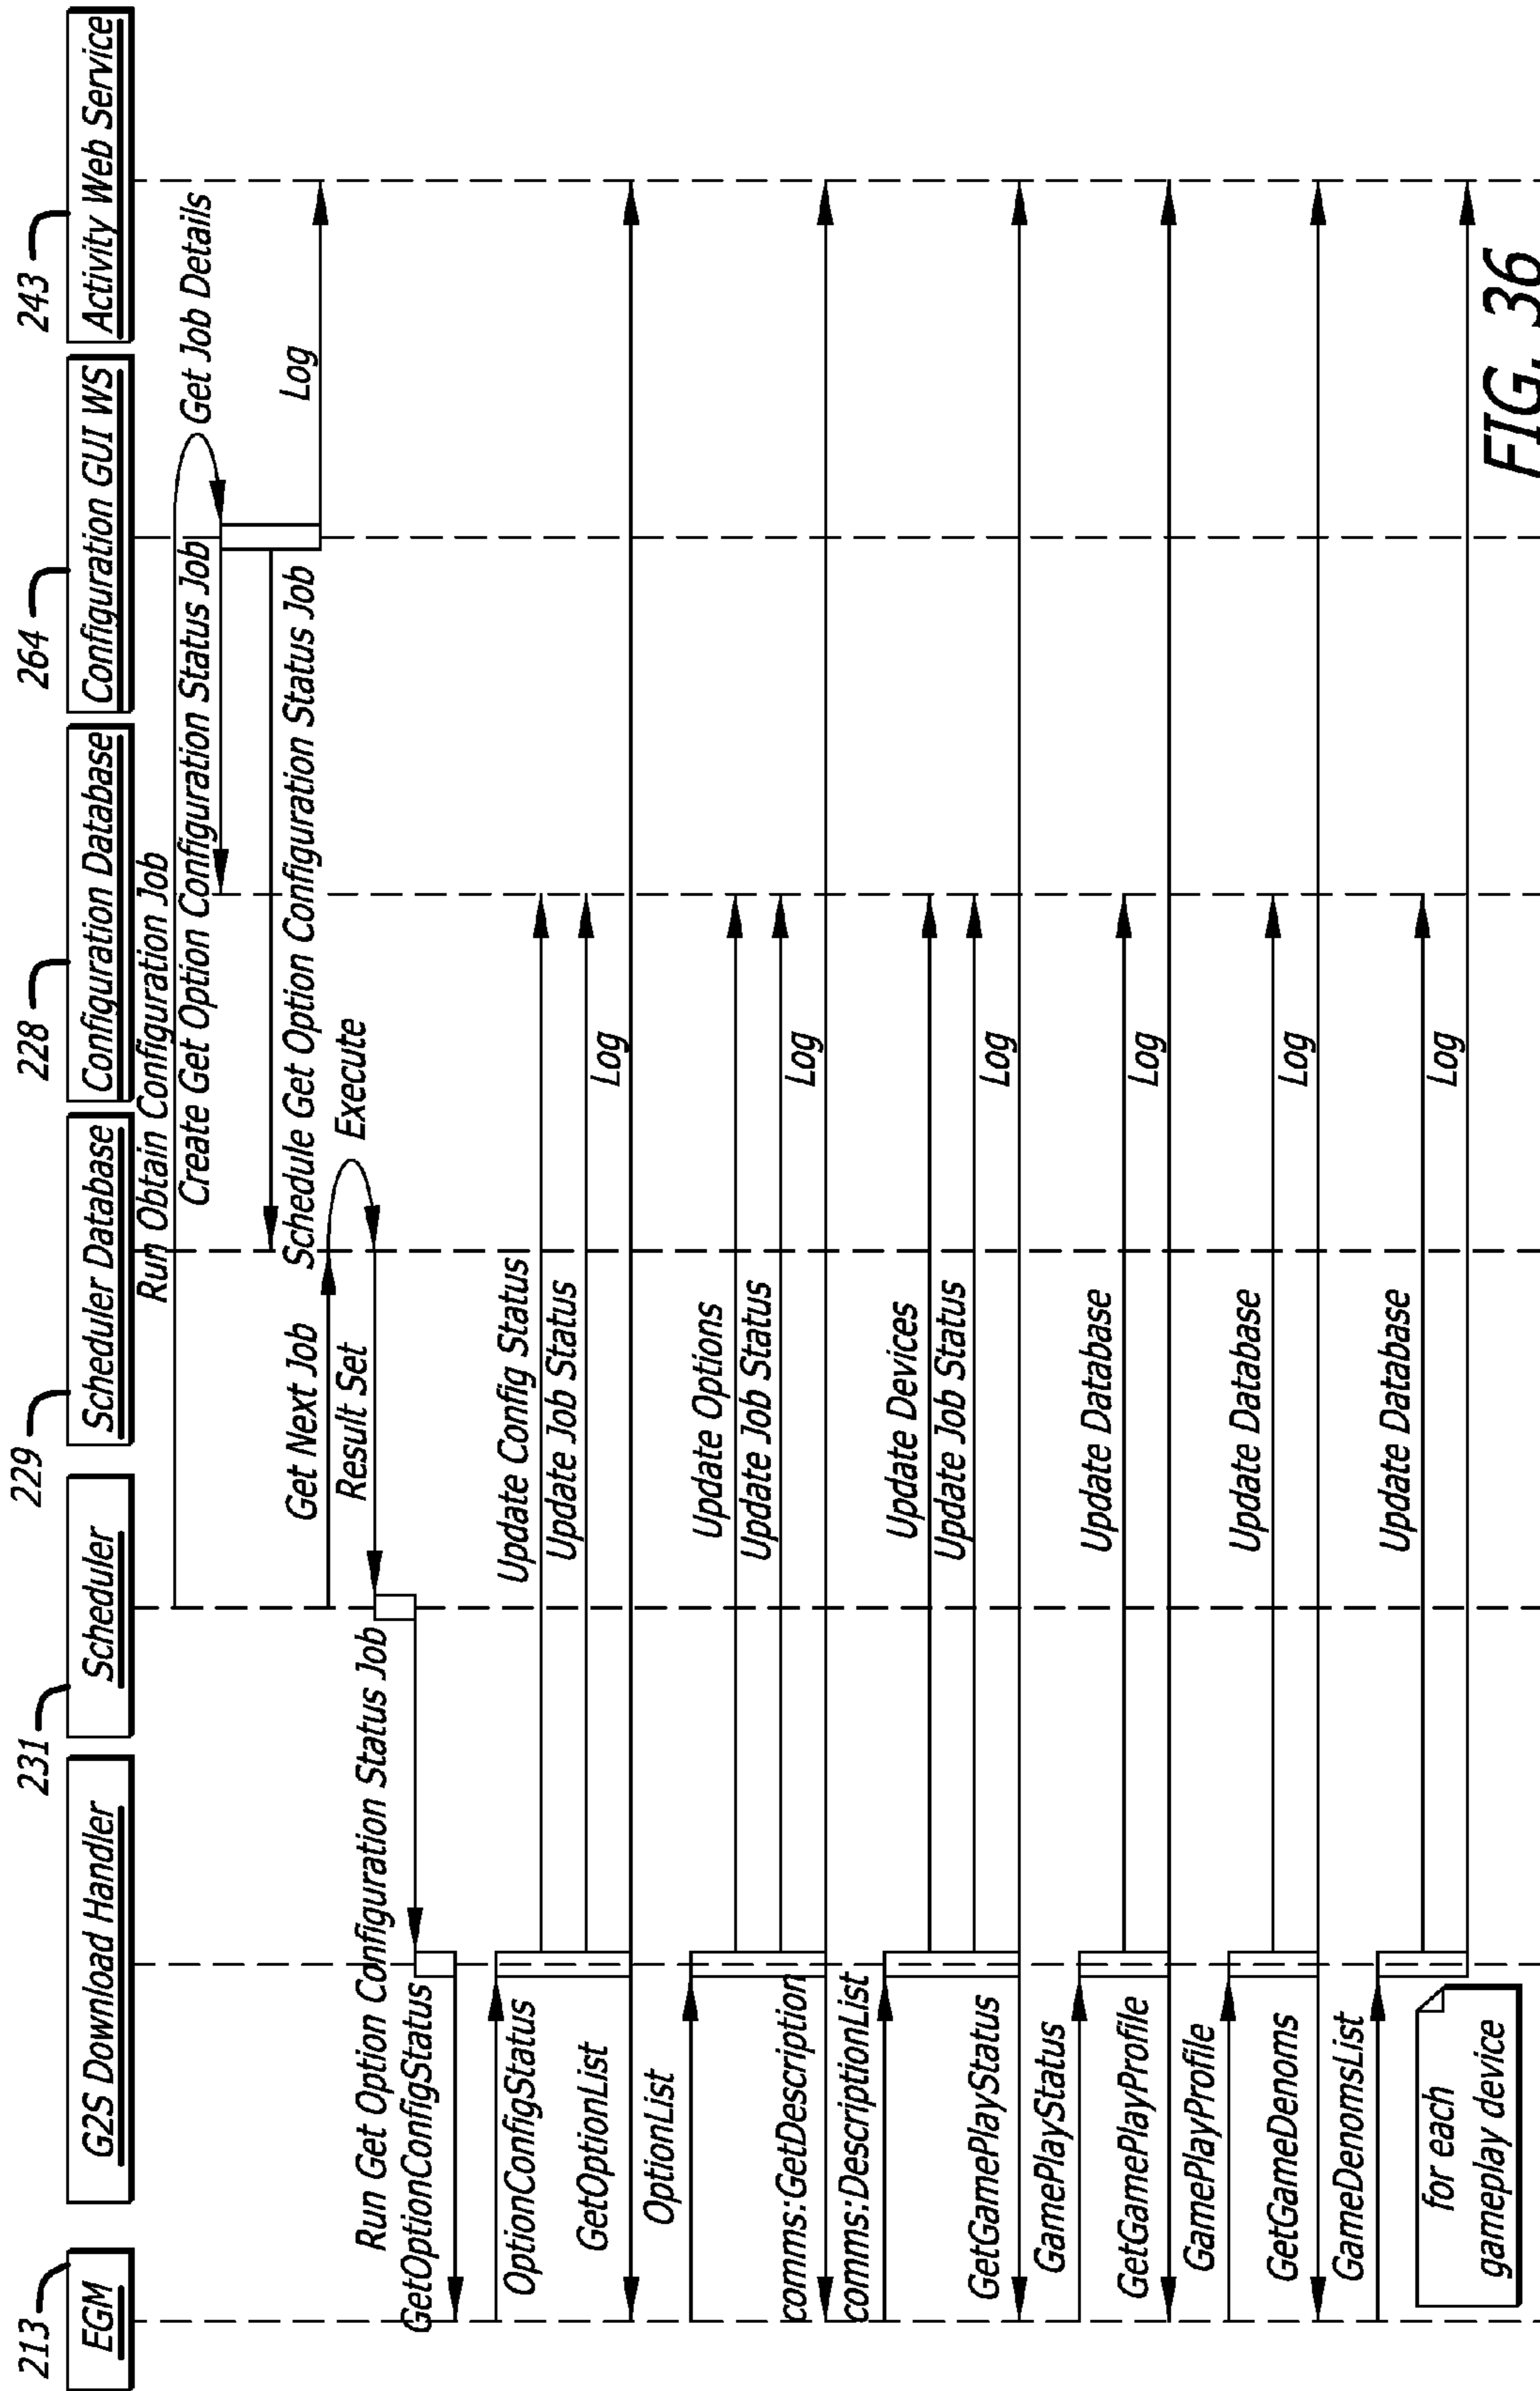 213
EGM
G2S Download Handler
231
Scheduler
229
Scheduler Database
228
Configuration Database
264
Configuration GUI WS
243
Activity Web Service
Run Obtain Configuration Job
Get Job Details
Create Get Option Configuration Status Job
Log
Schedule Get Option Configuration Status Job
Get Next Job
Execute
Result Set
Run Get Option Configuration Status Job
GetOptionConfigStatus
OptionConfigStatus
Update Config Status
Update Job Status
GetOptionList
Log
OptionList
Update Options
Update Job Status
comms:GetDescription
Log
comms:DescriptionList
Update Devices
Update Job Status
GetGamePlayStatus
Log
GamePlayStatus
Update Database
GetGamePlayProfile
Log
GamePlayProfile
Update Database
GetGameDenoms
Log
GameDenomsList
Update Database
Log
for each
gameplay device
FIG. 36